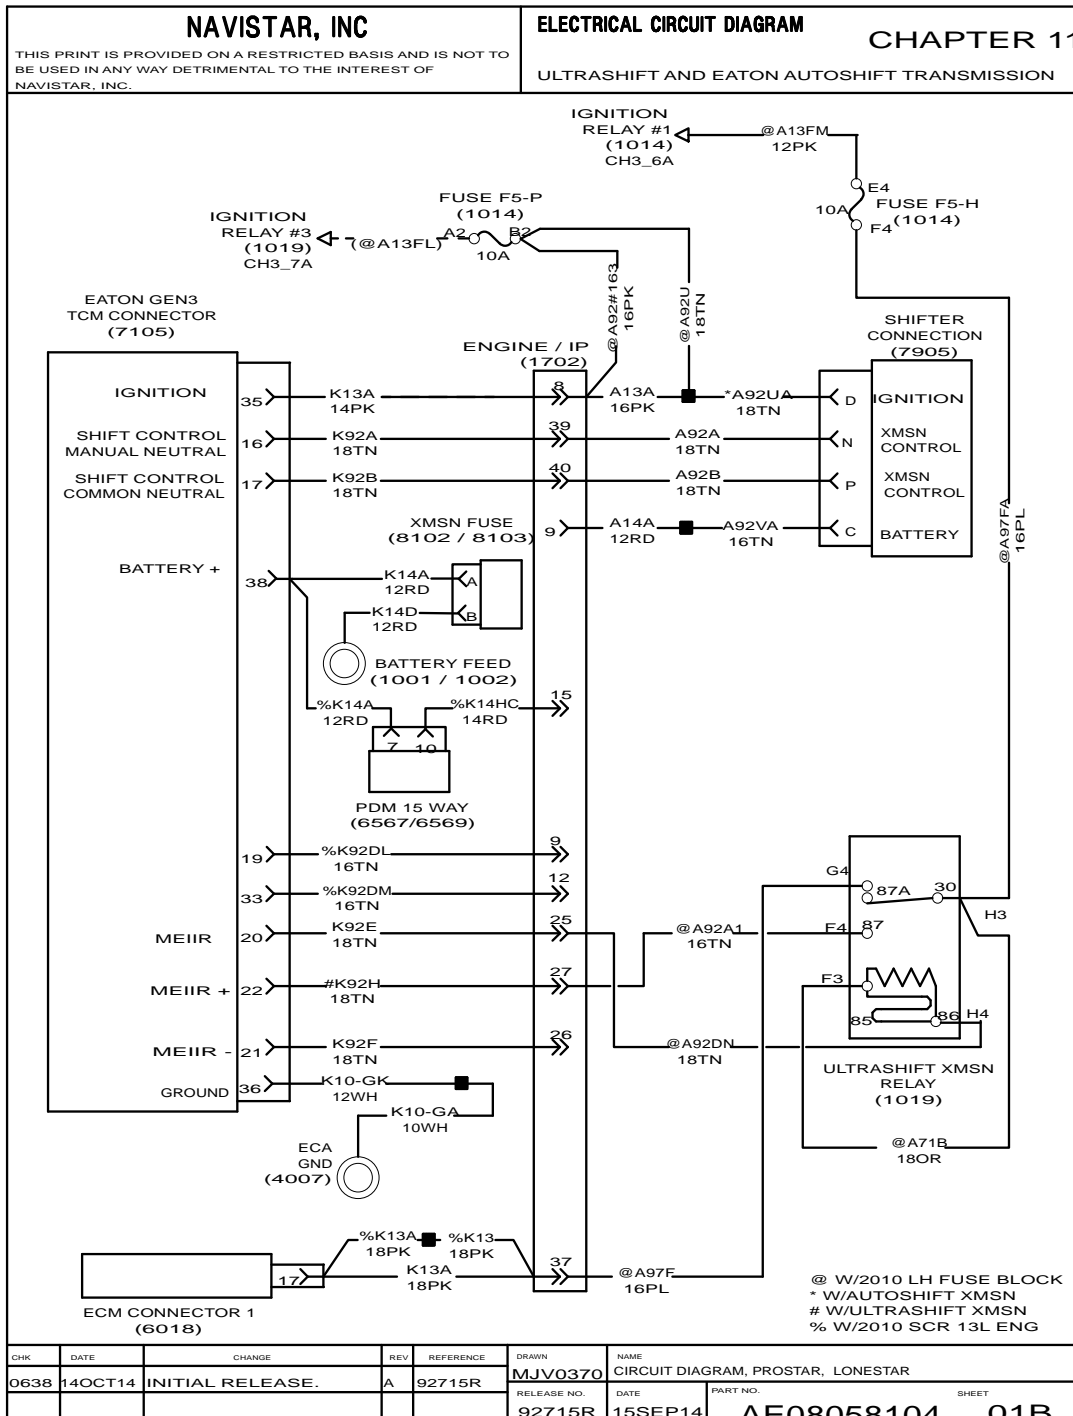 NAVISTAR, INC
THIS PRINT IS PROVIDED ON A RESTRICTED BASIS AND IS NOT TO
BE USED IN ANY WAY DETRIMENTAL TO THE INTEREST OF
NAVISTAR, INC.
ELECTRICAL CIRCUIT DIAGRAM
CHAPTER 11
ULTRASHIFT AND EATON AUTOSHIFT TRANSMISSION
IGNITION
RELAY #1
(1014)
CH3_6A
@A13FM
12PK
E4
10A
FUSE F5-H
(1014)
F4
FUSE F5-P
(1014)
IGNITION
RELAY #3
(1019)
CH3_7A
(@A13FL)
A2
B2
10A
@A92#163
16PK
@A92U
18TN
EATON GEN3
TCM CONNECTOR
(7105)
ENGINE / IP
(1702)
SHIFTER
CONNECTION
(7905)
IGNITION
35
K13A
14PK
8
A13A
16PK
*A92UA
18TN
D
IGNITION
SHIFT CONTROL
MANUAL NEUTRAL
16
K92A
18TN
39
A92A
18TN
N
XMSN
CONTROL
SHIFT CONTROL
COMMON NEUTRAL
17
K92B
18TN
40
A92B
18TN
P
XMSN
CONTROL
XMSN FUSE
(8102 / 8103)
9
A14A
12RD
A92VA
16TN
C
BATTERY
@A97FA
16PL
BATTERY +
38
K14A
12RD
A
K14D
12RD
B
BATTERY FEED
(1001 / 1002)
%K14A
12RD
%K14HC
14RD
15
7
10
PDM 15 WAY
(6567/6569)
19
%K92DL
16TN
9
33
%K92DM
16TN
12
MEIIR
20
K92E
18TN
25
MEIIR +
22
#K92H
18TN
27
MEIIR -
21
K92F
18TN
26
GROUND
36
K10-GK
12WH
K10-GA
10WH
ECA
GND
(4007)
G4
87A
30
H3
@A92A1
16TN
F4
87
F3
85
86
H4
@A92DN
18TN
ULTRASHIFT XMSN
RELAY
(1019)
@A71B
18OR
%K13A
18PK
%K13
18PK
17
K13A
18PK
37
@A97F
16PL
ECM CONNECTOR 1
(6018)
@ W/2010 LH FUSE BLOCK
* W/AUTOSHIFT XMSN
# W/ULTRASHIFT XMSN
% W/2010 SCR 13L ENG
CHK DATE CHANGE REV REFERENCE
0638 14OCT14 INITIAL RELEASE. A 92715R
DRAWN
MJV0370
NAME
CIRCUIT DIAGRAM, PROSTAR, LONESTAR
RELEASE NO.
92715R
DATE
15SEP14
PART NO.
AE08058104
SHEET
01B